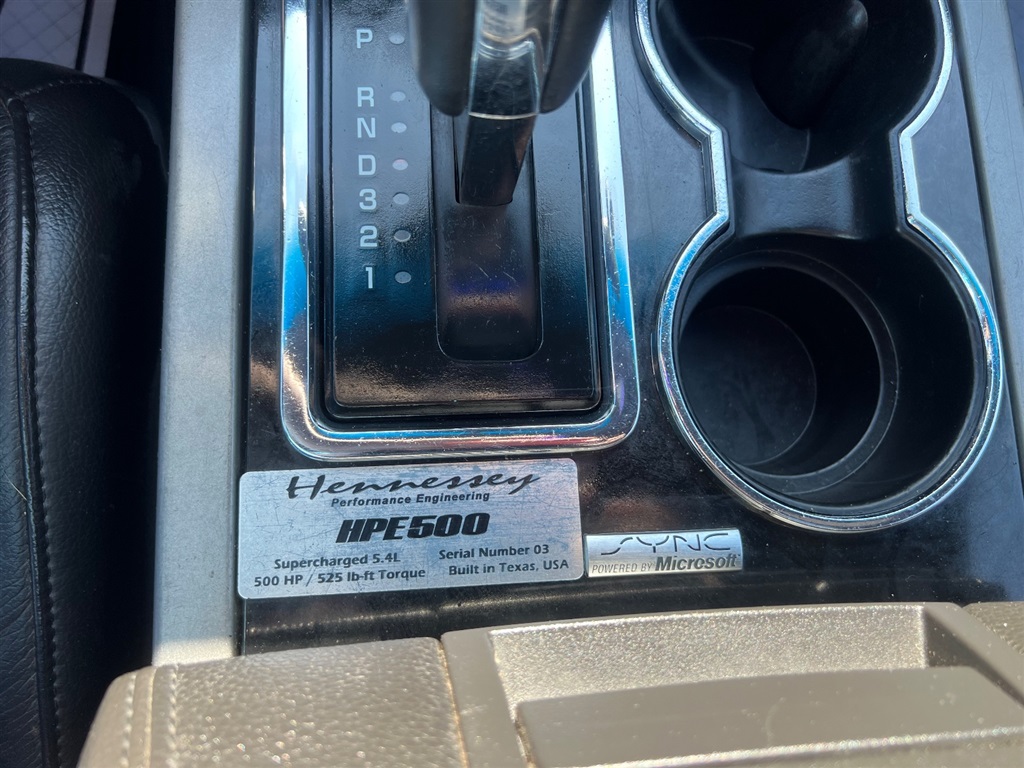 P
R
N
D
3
2
1
Hennessey
Performance Engineering
HPE500
Supercharged 5.4L
500 HP / 525 lb-ft Torque
Serial Number 03
Built in Texas, USA
SYNC
POWERED BY Microsoft